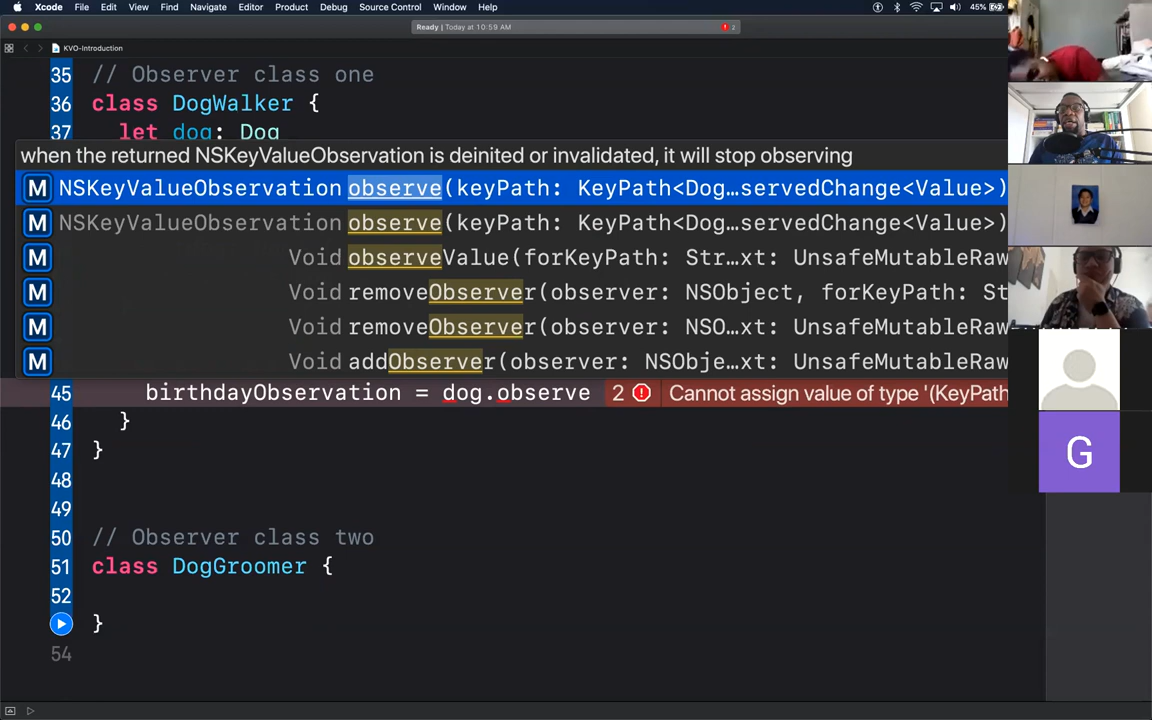 Xcode File Edit View Find Navigate Editor Product Debug Source Control Window Help 45%
Ready | Today at 10:59 AM 2
KVO-Introduction
35 // Observer class one
36 class DogWalker {
37 let dog: Dog
when the returned NSKeyValueObservation is deinited or invalidated, it will stop observing
M NSKeyValueObservation observe(keyPath: KeyPath<Dog…servedChange<Value>)
M NSKeyValueObservation observe(keyPath: KeyPath<Dog…servedChange<Value>)
M Void observeValue(forKeyPath: Str…xt: UnsafeMutableRaw
M Void removeObserver(observer: NSObject, forKeyPath: St
M Void removeObserver(observer: NSO…xt: UnsafeMutableRaw
M Void addObserver(observer: NSObje…xt: UnsafeMutableRaw
45 birthdayObservation = dog.observe 2 Cannot assign value of type '(KeyPath
46 }
47 }
48
49
50 // Observer class two
51 class DogGroomer {
52
}
54
G